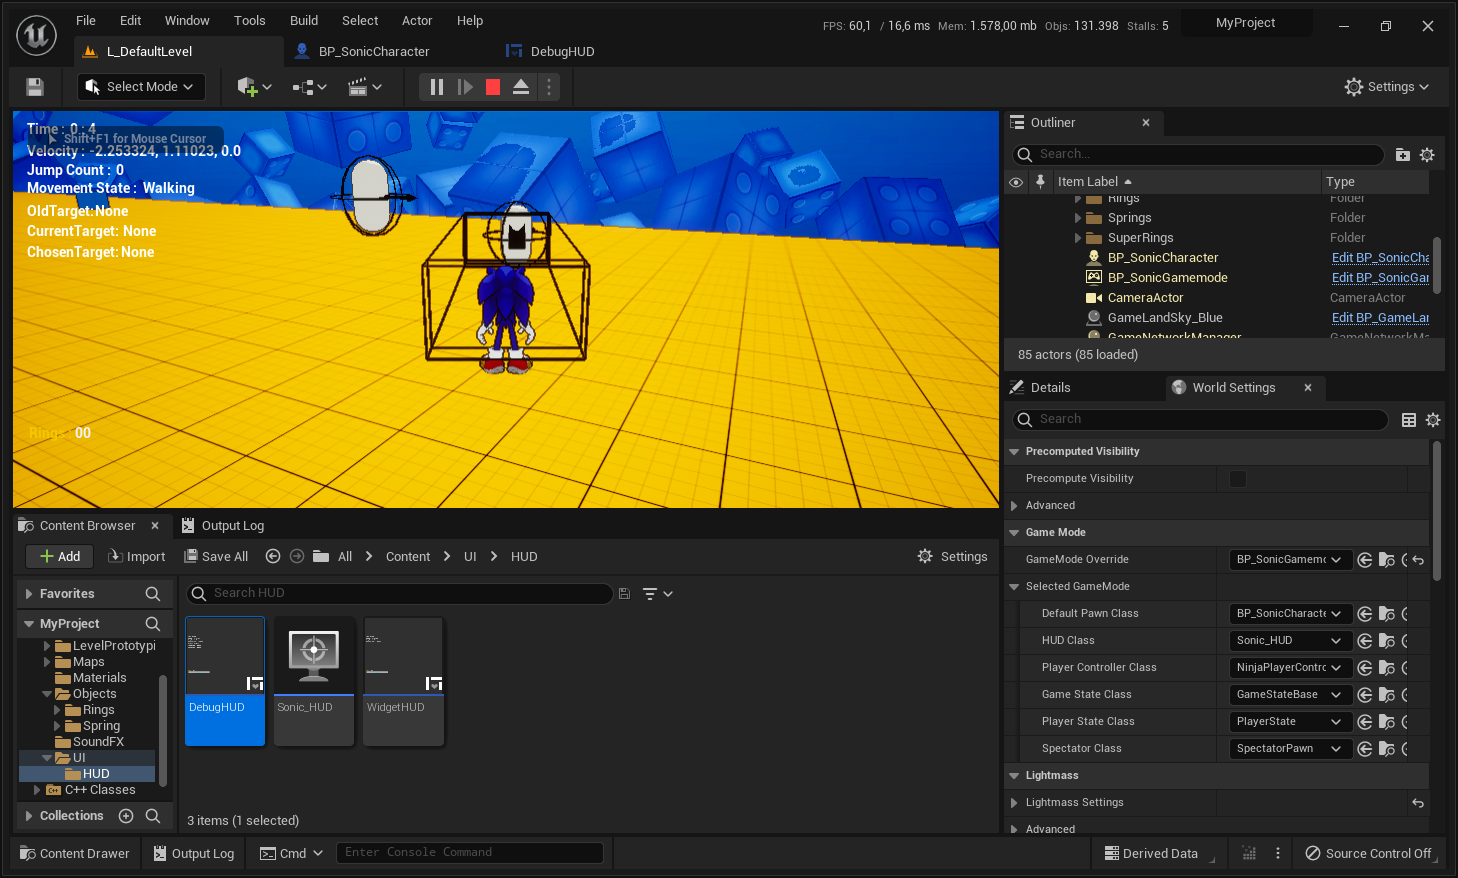 File Edit Window Tools Build Select Actor Help
FPS: 60,1 / 16,6 ms Mem: 1.578,00 mb Objs: 131.398 Stalls: 5
MyProject
L_DefaultLevel
BP_SonicCharacter
DebugHUD
Select Mode
Settings
Time : 0 : 4
Shift+F1 for Mouse Cursor
Velocity : -2.253324, 1.11023, 0.0
Jump Count : 0
Movement State : Walking
OldTarget:None
CurrentTarget: None
ChosenTarget:None
Rings : 00
Outliner
Search...
Item Label Type
Rings Folder
Springs Folder
SuperRings Folder
BP_SonicCharacter Edit BP_SonicCha
BP_SonicGamemode Edit BP_SonicGar
CameraActor CameraActor
GameLandSky_Blue Edit BP_GameLar
GameNetworkManager GameNetworkMa
85 actors (85 loaded)
Details
World Settings
Search
Precomputed Visibility
Precompute Visibility
Advanced
Game Mode
GameMode Override BP_SonicGamemo
Selected GameMode
Default Pawn Class BP_SonicCharacte
HUD Class Sonic_HUD
Player Controller Class NinjaPlayerContro
Game State Class GameStateBase
Player State Class PlayerState
Spectator Class SpectatorPawn
Lightmass
Lightmass Settings
Advanced
Content Browser
Output Log
Add Import Save All All Content UI HUD Settings
Favorites
Search HUD
MyProject
LevelPrototypi
Maps
Materials
Objects
Rings
Spring
SoundFX
UI
HUD
C++ Classes
Collections
DebugHUD
Sonic_HUD
WidgetHUD
3 items (1 selected)
Content Drawer Output Log Cmd Enter Console Command Derived Data Source Control Off